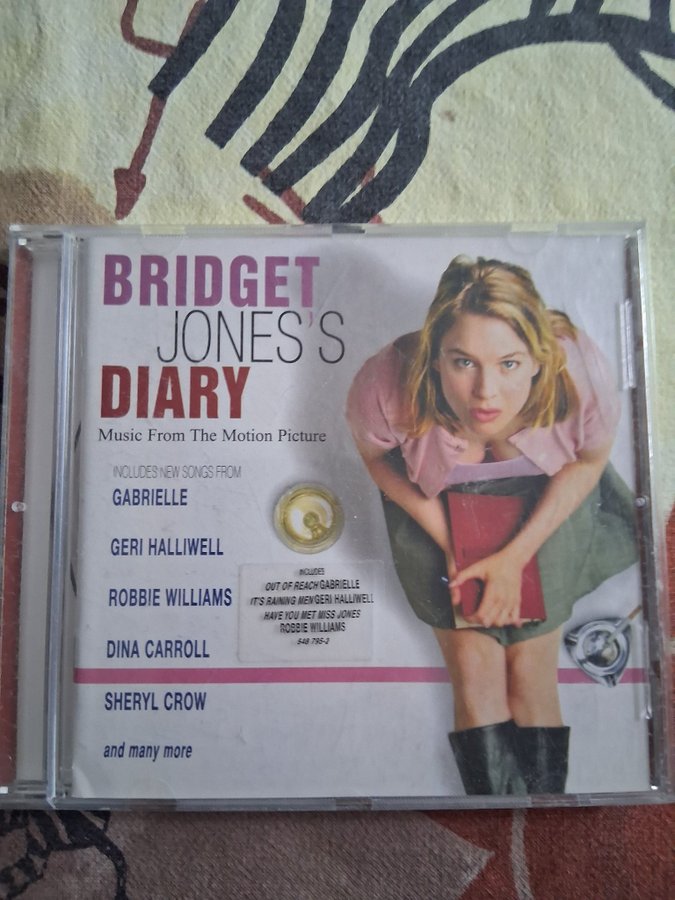 BRIDGET
JONES'S
DIARY
Music From The Motion Picture
INCLUDES NEW SONGS FROM
GABRIELLE
GERI HALLIWELL
ROBBIE WILLIAMS
DINA CARROLL
SHERYL CROW
and many more
INCLUDES
OUT OF REACH GABRIELLE
IT'S RAINING MEN GERI HALLIWELL
HAVE YOU MET MISS JONES
ROBBIE WILLIAMS
548 795-2